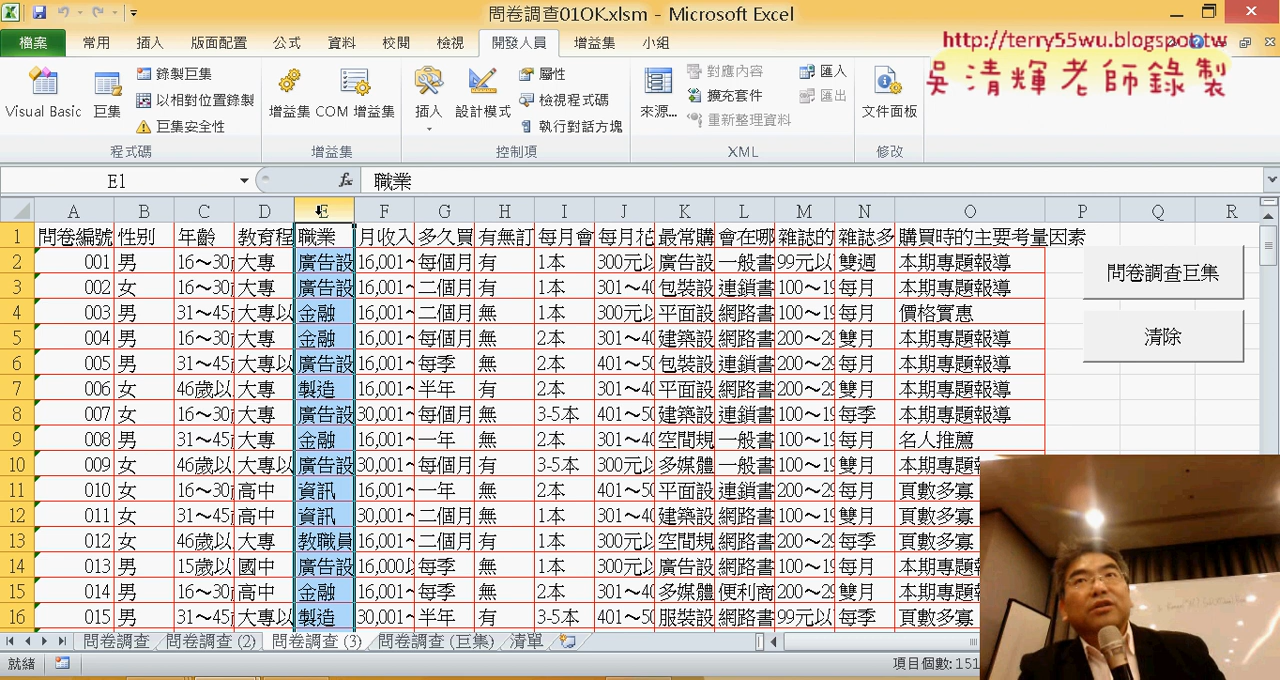 問卷調查01OK.xlsm - Microsoft Excel
檔案 常用 插入 版面配置 公式 資料 校閱 檢視 開發人員 增益集 小組
http://terry55wu.blogspot.tw
吳清輝老師錄製
Visual Basic 巨集 錄製巨集 以相對位置錄製 巨集安全性
增益集 COM 增益集
插入 設計模式 屬性 檢視程式碼 執行對話方塊
來源... 對應內容 擴充套件 重新整理資料 匯入 匯出
文件面板
程式碼 增益集 控制項 XML 修改
E1 fx 職業
A B C D E F G H I J K L M N O P Q R
1 問卷編號 性別 年齡 教育程 職業 月收入 多久買 有無訂 每月會 每月花 最常購 會在哪 雜誌的 雜誌多 購買時的主要考量因素
2 001 男 16～30 大專 廣告設 16,001~ 每個月 有 1本 300元以 廣告設 一般書 99元以 雙週 本期專題報導
3 002 女 16～30 大專 廣告設 16,001~ 二個月 有 1本 301～40 包裝設 連鎖書 100～19 每月 本期專題報導
4 003 男 31～45 大專以 金融 16,001~ 二個月 無 1本 300元以 平面設 網路書 100～19 每月 價格實惠
5 004 男 16～30 大專 金融 16,001~ 每季 無 2本 301～40 建築設 網路書 200～29 雙月 本期專題報導
6 005 男 31～45 大專以 廣告設 16,001~ 每季 無 2本 401～50 包裝設 連鎖書 200～29 雙月 本期專題報導
7 006 女 46歲以 大專 製造 16,001~ 半年 有 2本 301～40 平面設 網路書 200～29 雙月 本期專題報導
8 007 女 16～30 大專 廣告設 30,001~ 每個月 無 3-5本 401～50 建築設 連鎖書 100～19 每季 本期專題報導
9 008 男 31～45 大專 金融 16,001~ 一年 無 2本 301～40 空間規 一般書 100～19 每月 名人推薦
10 009 女 46歲以 大專以 廣告設 30,001~ 每個月 有 3-5本 300元以 多媒體 一般書 100～19 雙月 本期專題
11 010 女 16～30 高中 資訊 16,001~ 一年 無 2本 401～50 平面設 連鎖書 200～29 每月 頁數多寡
12 011 女 31～45 高中 資訊 30,001~ 二個月 無 1本 301～40 建築設 網路書 100～19 雙月 頁數多寡
13 012 女 46歲以 大專 教職員 16,001~ 二個月 有 1本 300元以 空間規 網路書 200～29 每季 頁數多寡
14 013 男 15歲以 國中 廣告設 16,000以 每季 無 1本 300元以 廣告設 網路書 100～19 每月 頁數多寡
15 014 男 16～30 高中 金融 16,001~ 每季 無 2本 301～40 多媒體 便利商 200～29 雙月 頁數多寡
16 015 男 31～45 大專以 製造 30,001~ 半年 有 3-5本 401～50 服裝設 連鎖書 99元以 每季 頁數多寡
問卷調查巨集
清除
問卷調查 問卷調查 (2) 問卷調查 (3) 問卷調查 (巨集) 清單
就緒 項目個數: 151